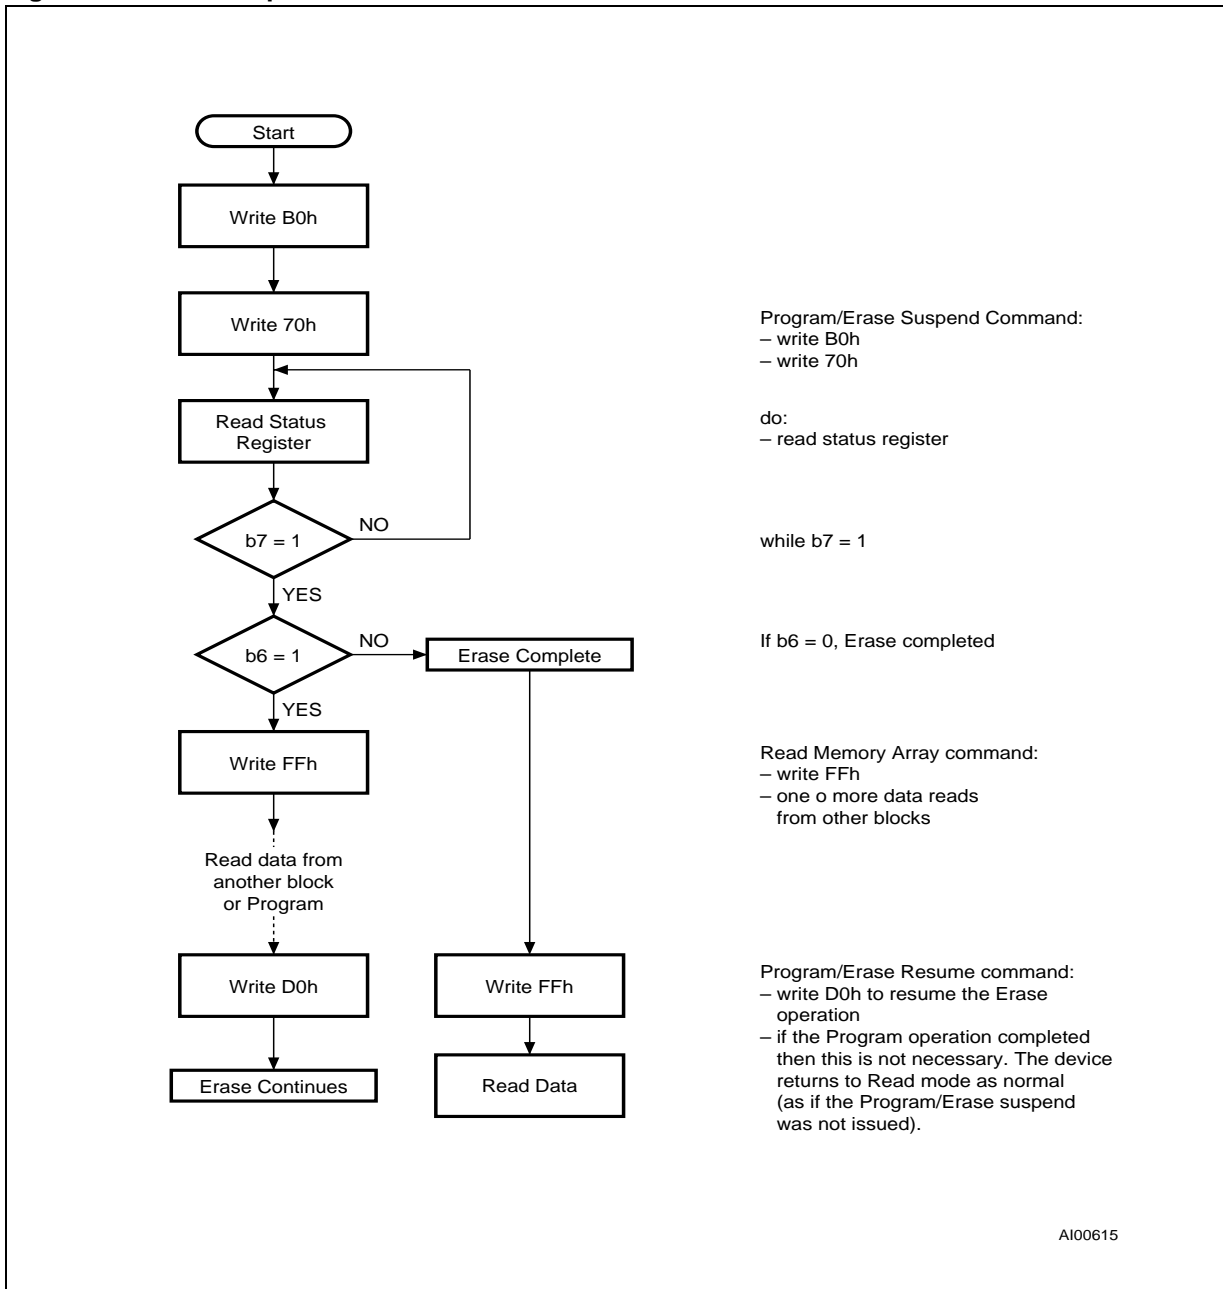 Start
Write B0h
Write 70h
Read Status
Register
b7 = 1
NO
YES
b6 = 1
NO
Erase Complete
YES
Write FFh
Read data from
another block
or Program
Write D0h
Erase Continues
Write FFh
Read Data
Program/Erase Suspend Command:
– write B0h
– write 70h
do:
– read status register
while b7 = 1
If b6 = 0, Erase completed
Read Memory Array command:
– write FFh
– one o more data reads
from other blocks
Program/Erase Resume command:
– write D0h to resume the Erase
operation
– if the Program operation completed
then this is not necessary. The device
returns to Read mode as normal
(as if the Program/Erase suspend
was not issued).
AI00615